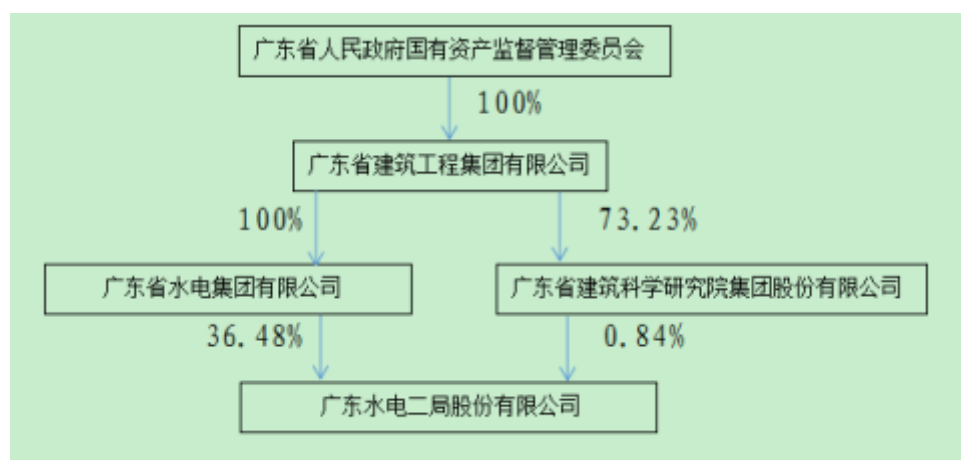 广东省人民政府国有资产监督管理委员会
100%
广东省建筑工程集团有限公司
100%
73.23%
广东省水电集团有限公司
广东省建筑科学研究院集团股份有限公司
36.48%
0.84%
广东水电二局股份有限公司